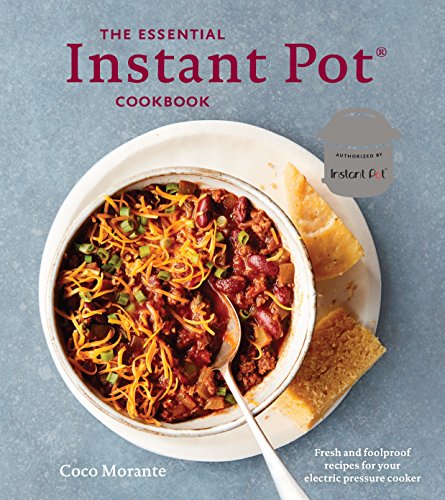 THE ESSENTIAL
Instant Pot®
COOKBOOK
AUTHORIZED BY
Instant Pot®
Fresh and foolproof
recipes for your
electric pressure cooker
Coco Morante